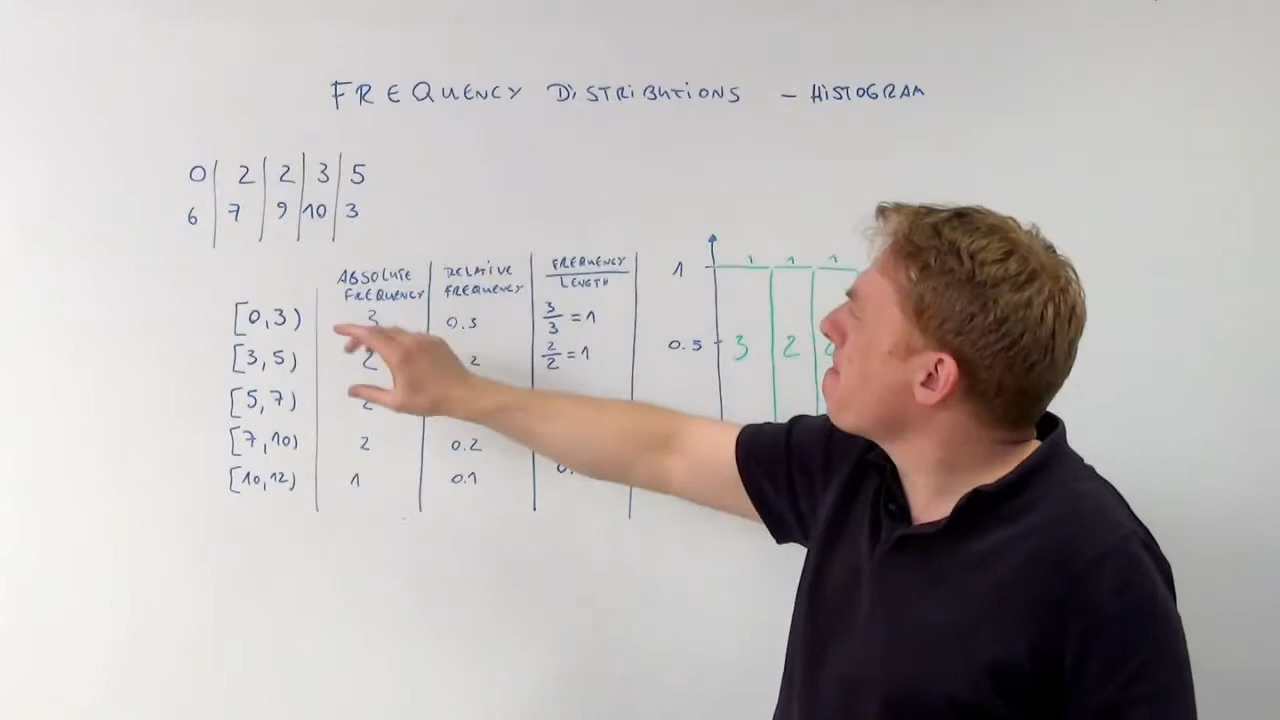 FREQUENCY DISTRIBUTIONS - HISTOGRAM
0 2 2 3 5
6 7 9 10 3
ABSOLUTE FREQUENCY RELATIVE FREQUENCY FREQUENCY LENGTH
[0,3) 3 0.3 3/3 = 1
[3,5) 2 2 2/2 = 1
[5,7) 2
[7,10) 2 0.2
[10,12) 1 0.1 0.
1 1 1 1
0.5 3 2